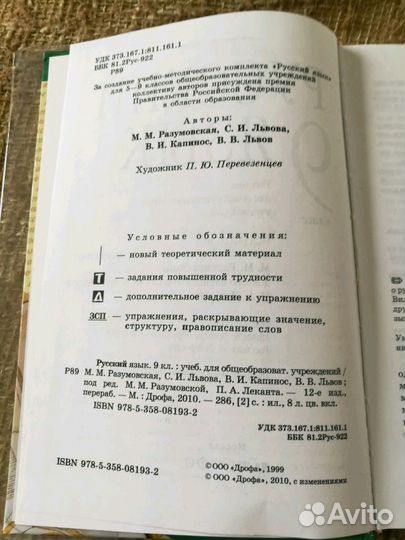 УДК 373.167.1:811.161.1
ББК 81.2Рус-922
Р89
За создание учебно-методического комплекта «Русский язык»
для 5—9 классов общеобразовательных учреждений
коллективу авторов присуждена премия
Правительства Российской Федерации
в области образования
Авторы:
М. М. Разумовская, С. И. Львова,
В. И. Капинос, В. В. Львов
Художник П. Ю. Перевезенцев
Условные обозначения:
— новый теоретический материал
Т — задания повышенной трудности
Д — дополнительное задание к упражнению
ЗСП — упражнения, раскрывающие значение,
структуру, правописание слов
Русский язык. 9 кл. : учеб. для общеобразоват. учреждений /
Р89 М. М. Разумовская, С. И. Львова, В. И. Капинос, В. В. Львов ;
под ред. М. М. Разумовской, П. А. Леканта. — 12-е изд.,
перераб. — М. : Дрофа, 2010. — 286, [2] с. : ил., 8 л. цв. вкл.
ISBN 978-5-358-08193-2
УДК 373.167.1:811.161.1
ББК 81.2Рус-922
ISBN 978-5-358-08193-2
© ООО «Дрофа», 1999
© ООО «Дрофа», 2010, с изменениями
Avito